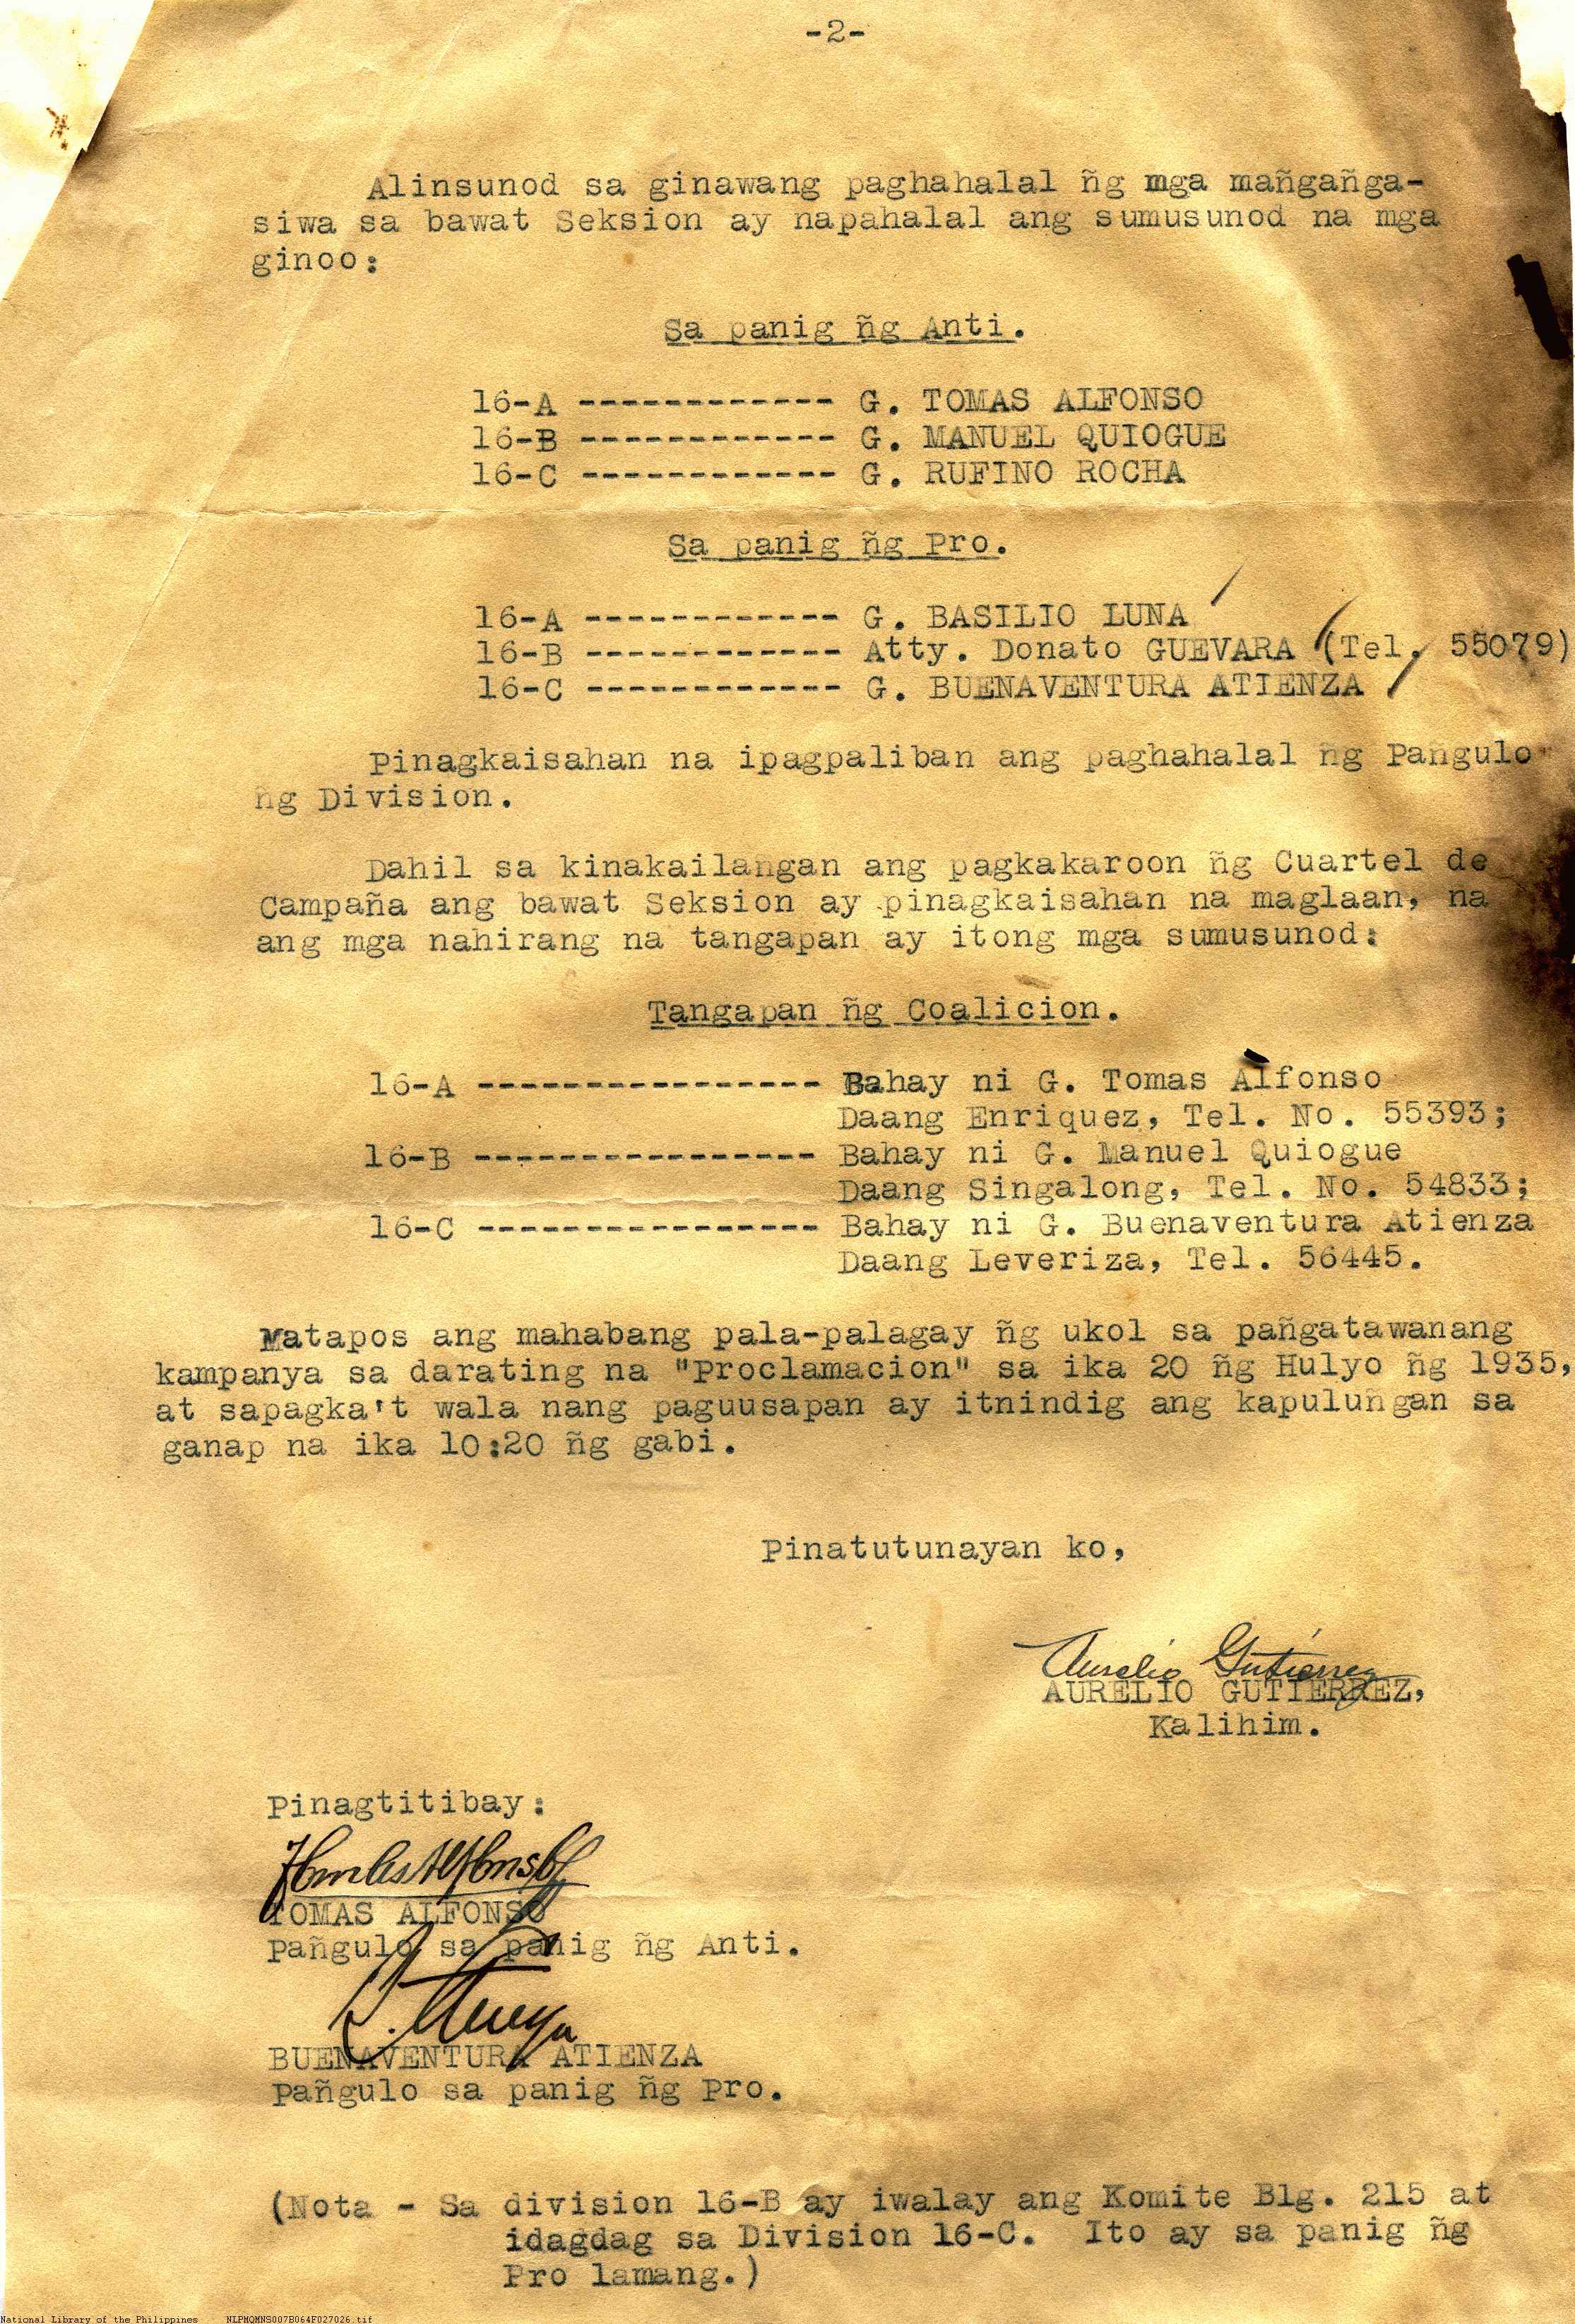 -2-
Alinsunod sa ginawang paghahalal ñg mga mañgañga-
siwa sa bawat Seksion ay napahalal ang sumusunod na mga
ginoo:
Sa panig ñg Anti.
16-A ------------ G. TOMAS ALFONSO
16-B ------------ G. MANUEL QUIOGUE
16-C ------------ G. RUFINO ROCHA
Sa panig ñg Pro.
16-A ------------ G. BASILIO LUNA
16-B ------------ Atty. Donato GUEVARA (Tel. 55079)
16-C ------------ G. BUENAVENTURA ATIENZA
Pinagkaisahan na ipagpaliban ang paghahalal ñg Pañgulo
ñg Division.
Dahil sa kinakailangan ang pagkakaroon ñg Cuartel de
Campaña ang bawat Seksion ay pinagkaisahan na maglaan, na
ang mga nahirang na tangapan ay itong mga sumusunod:
Tangapan ñg Coalicion.
16-A ---------------- Bahay ni G. Tomas Alfonso
Daang Enriquez, Tel. No. 55393;
16-B ---------------- Bahay ni G. Manuel Quiogue
Daang Singalong, Tel. No. 54833;
16-C ---------------- Bahay ni G. Buenaventura Atienza
Daang Leveriza, Tel. 56445.
Matapos ang mahabang pala-palagay ñg ukol sa pañgatawanang
kampanya sa darating na "Proclamacion" sa ika 20 ñg Hulyo ñg 1935,
at sapagka't wala nang paguusapan ay itnindig ang kapuluñgan sa
ganap na ika 10:20 ñg gabi.
Pinatutunayan ko,
Aurelio Gutierrez
AURELIO GUTIERREZ,
Kalihim.
Pinagtitibay:
Tomas Alfonso
TOMAS ALFONSO
Pañgulo sa panig ñg Anti.
BUENAVENTURA ATIENZA
Pañgulo sa panig ñg Pro.
(Nota - Sa division 16-B ay iwalay ang Komite Blg. 215 at
idagdag sa Division 16-C. Ito ay sa panig ñg
Pro lamang.)
National Library of the Philippines NLPMQMNS007B064F027026.tif